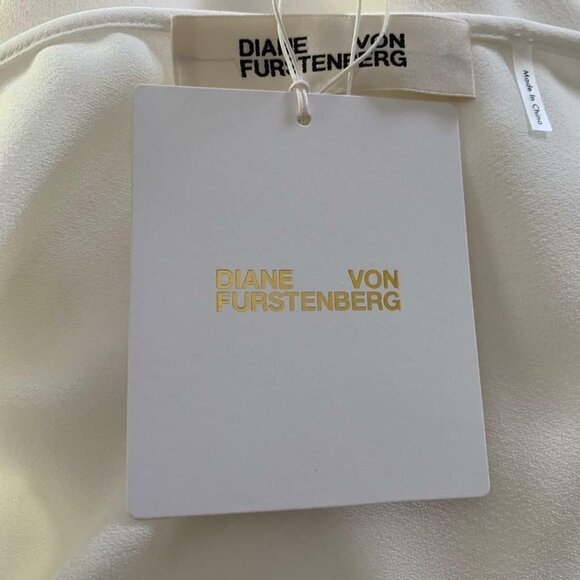 DIANE VON
FURSTENBERG
Made in China
DIANE VON
FURSTENBERG